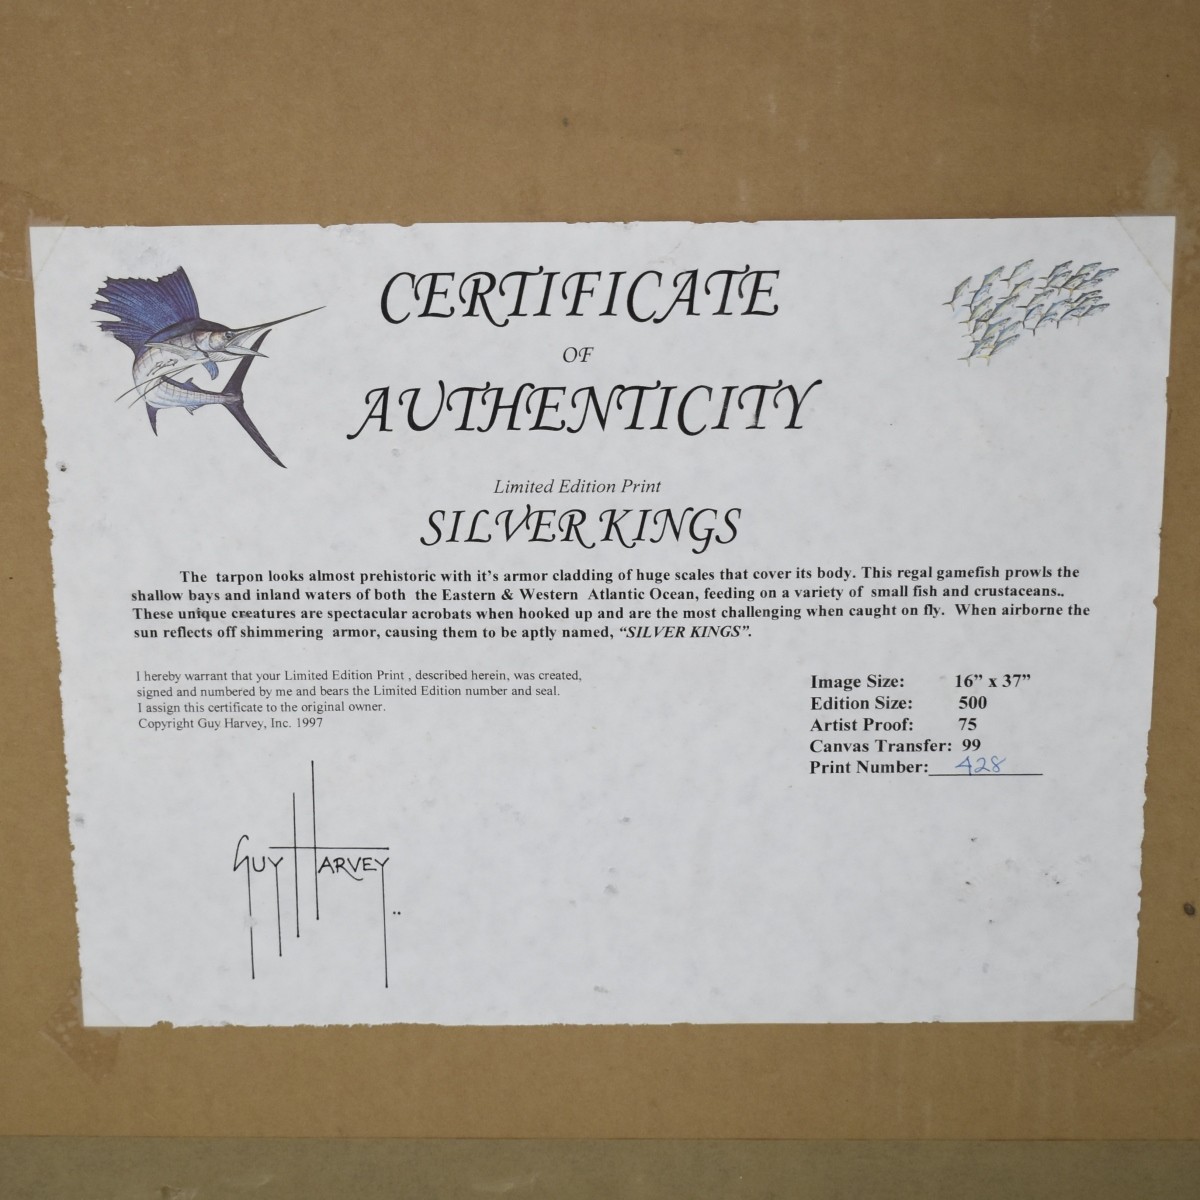 CERTIFICATE
OF
AUTHENTICITY
Limited Edition Print
SILVER KINGS
The tarpon looks almost prehistoric with it's armor cladding of huge scales that cover its body. This regal gamefish prowls the
shallow bays and inland waters of both the Eastern & Western Atlantic Ocean, feeding on a variety of small fish and crustaceans..
These unique creatures are spectacular acrobats when hooked up and are the most challenging when caught on fly. When airborne the
sun reflects off shimmering armor, causing them to be aptly named, “SILVER KINGS”.
I hereby warrant that your Limited Edition Print , described herein, was created,
signed and numbered by me and bears the Limited Edition number and seal.
I assign this certificate to the original owner.
Copyright Guy Harvey, Inc. 1997
Image Size: 16” x 37”
Edition Size: 500
Artist Proof: 75
Canvas Transfer: 99
Print Number: 428
GUY HARVEY